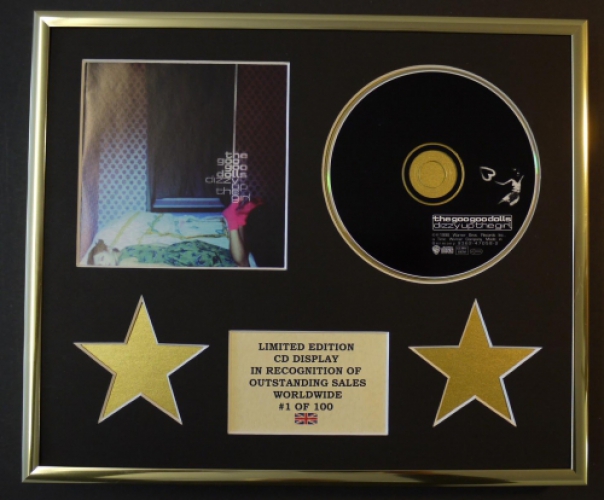 the
goo
goo
dolls
dizzy
up
the
girl
the goo goo dolls
dizzy up the girl
LIMITED EDITION
CD DISPLAY
IN RECOGNITION OF
OUTSTANDING SALES
WORLDWIDE
#1 OF 100